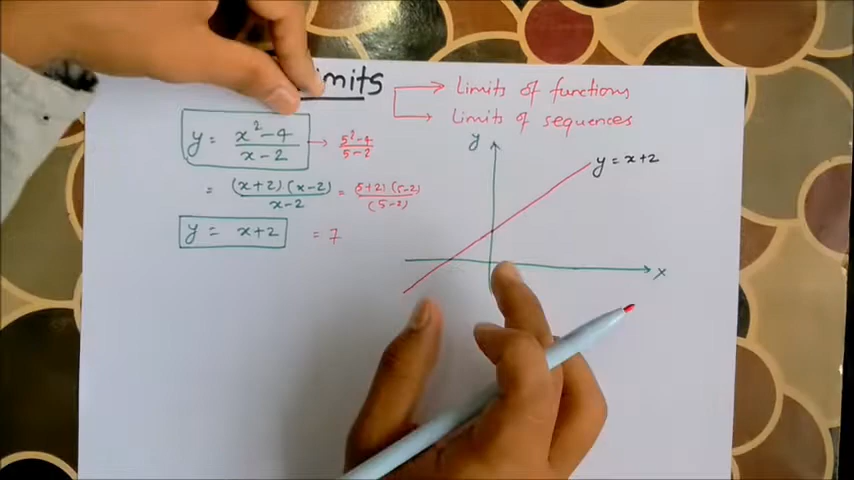 imits
Limits of functions
Limits of sequences
y = x²-4 / x-2 → 5²-4 / 5-2
= (x+2)(x-2) / x-2 = (5+2)(5-2) / (5-2)
y = x+2 = 7
y
y = x+2
x